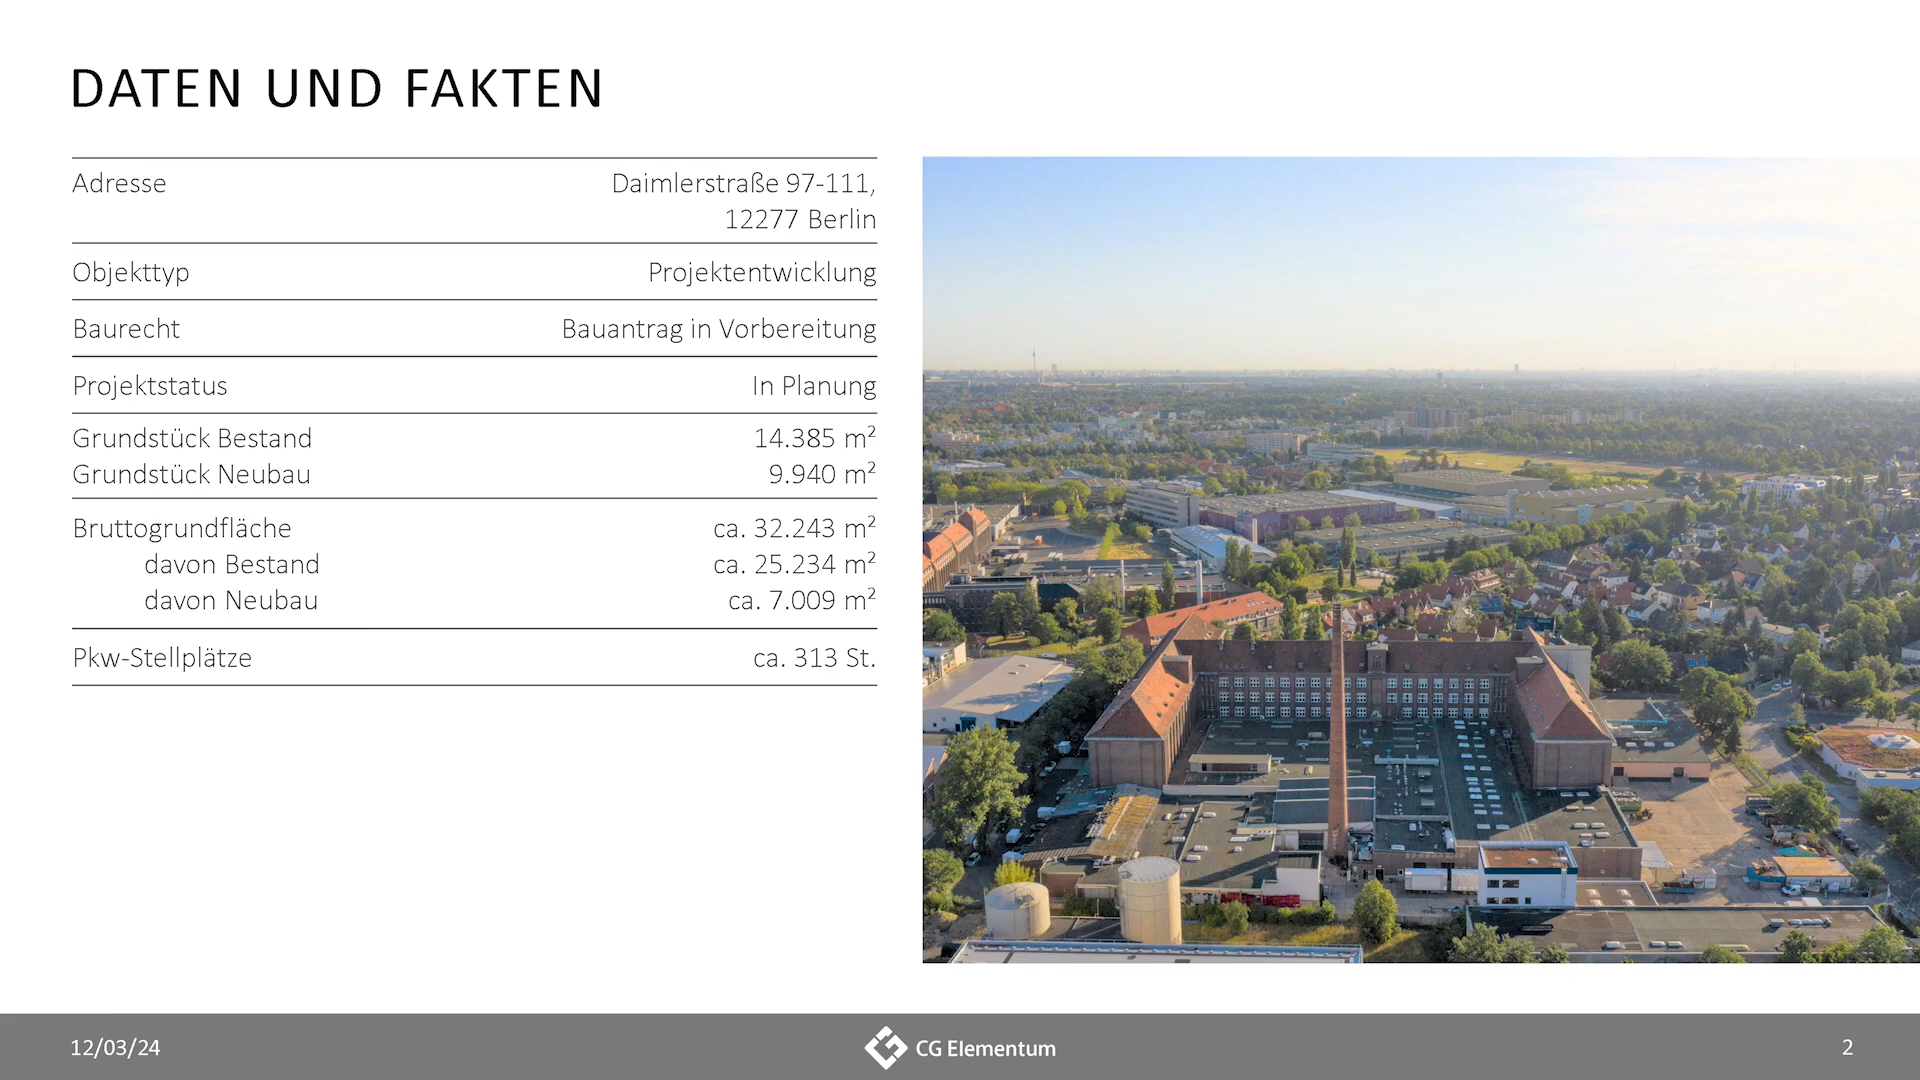 DATEN UND FAKTEN
Adresse Daimlerstraße 97-111,
12277 Berlin
Objekttyp Projektentwicklung
Baurecht Bauantrag in Vorbereitung
Projektstatus In Planung
Grundstück Bestand 14.385 m²
Grundstück Neubau 9.940 m²
Bruttogrundfläche ca. 32.243 m²
davon Bestand ca. 25.234 m²
davon Neubau ca. 7.009 m²
Pkw-Stellplätze ca. 313 St.
12/03/24 CG Elementum 2